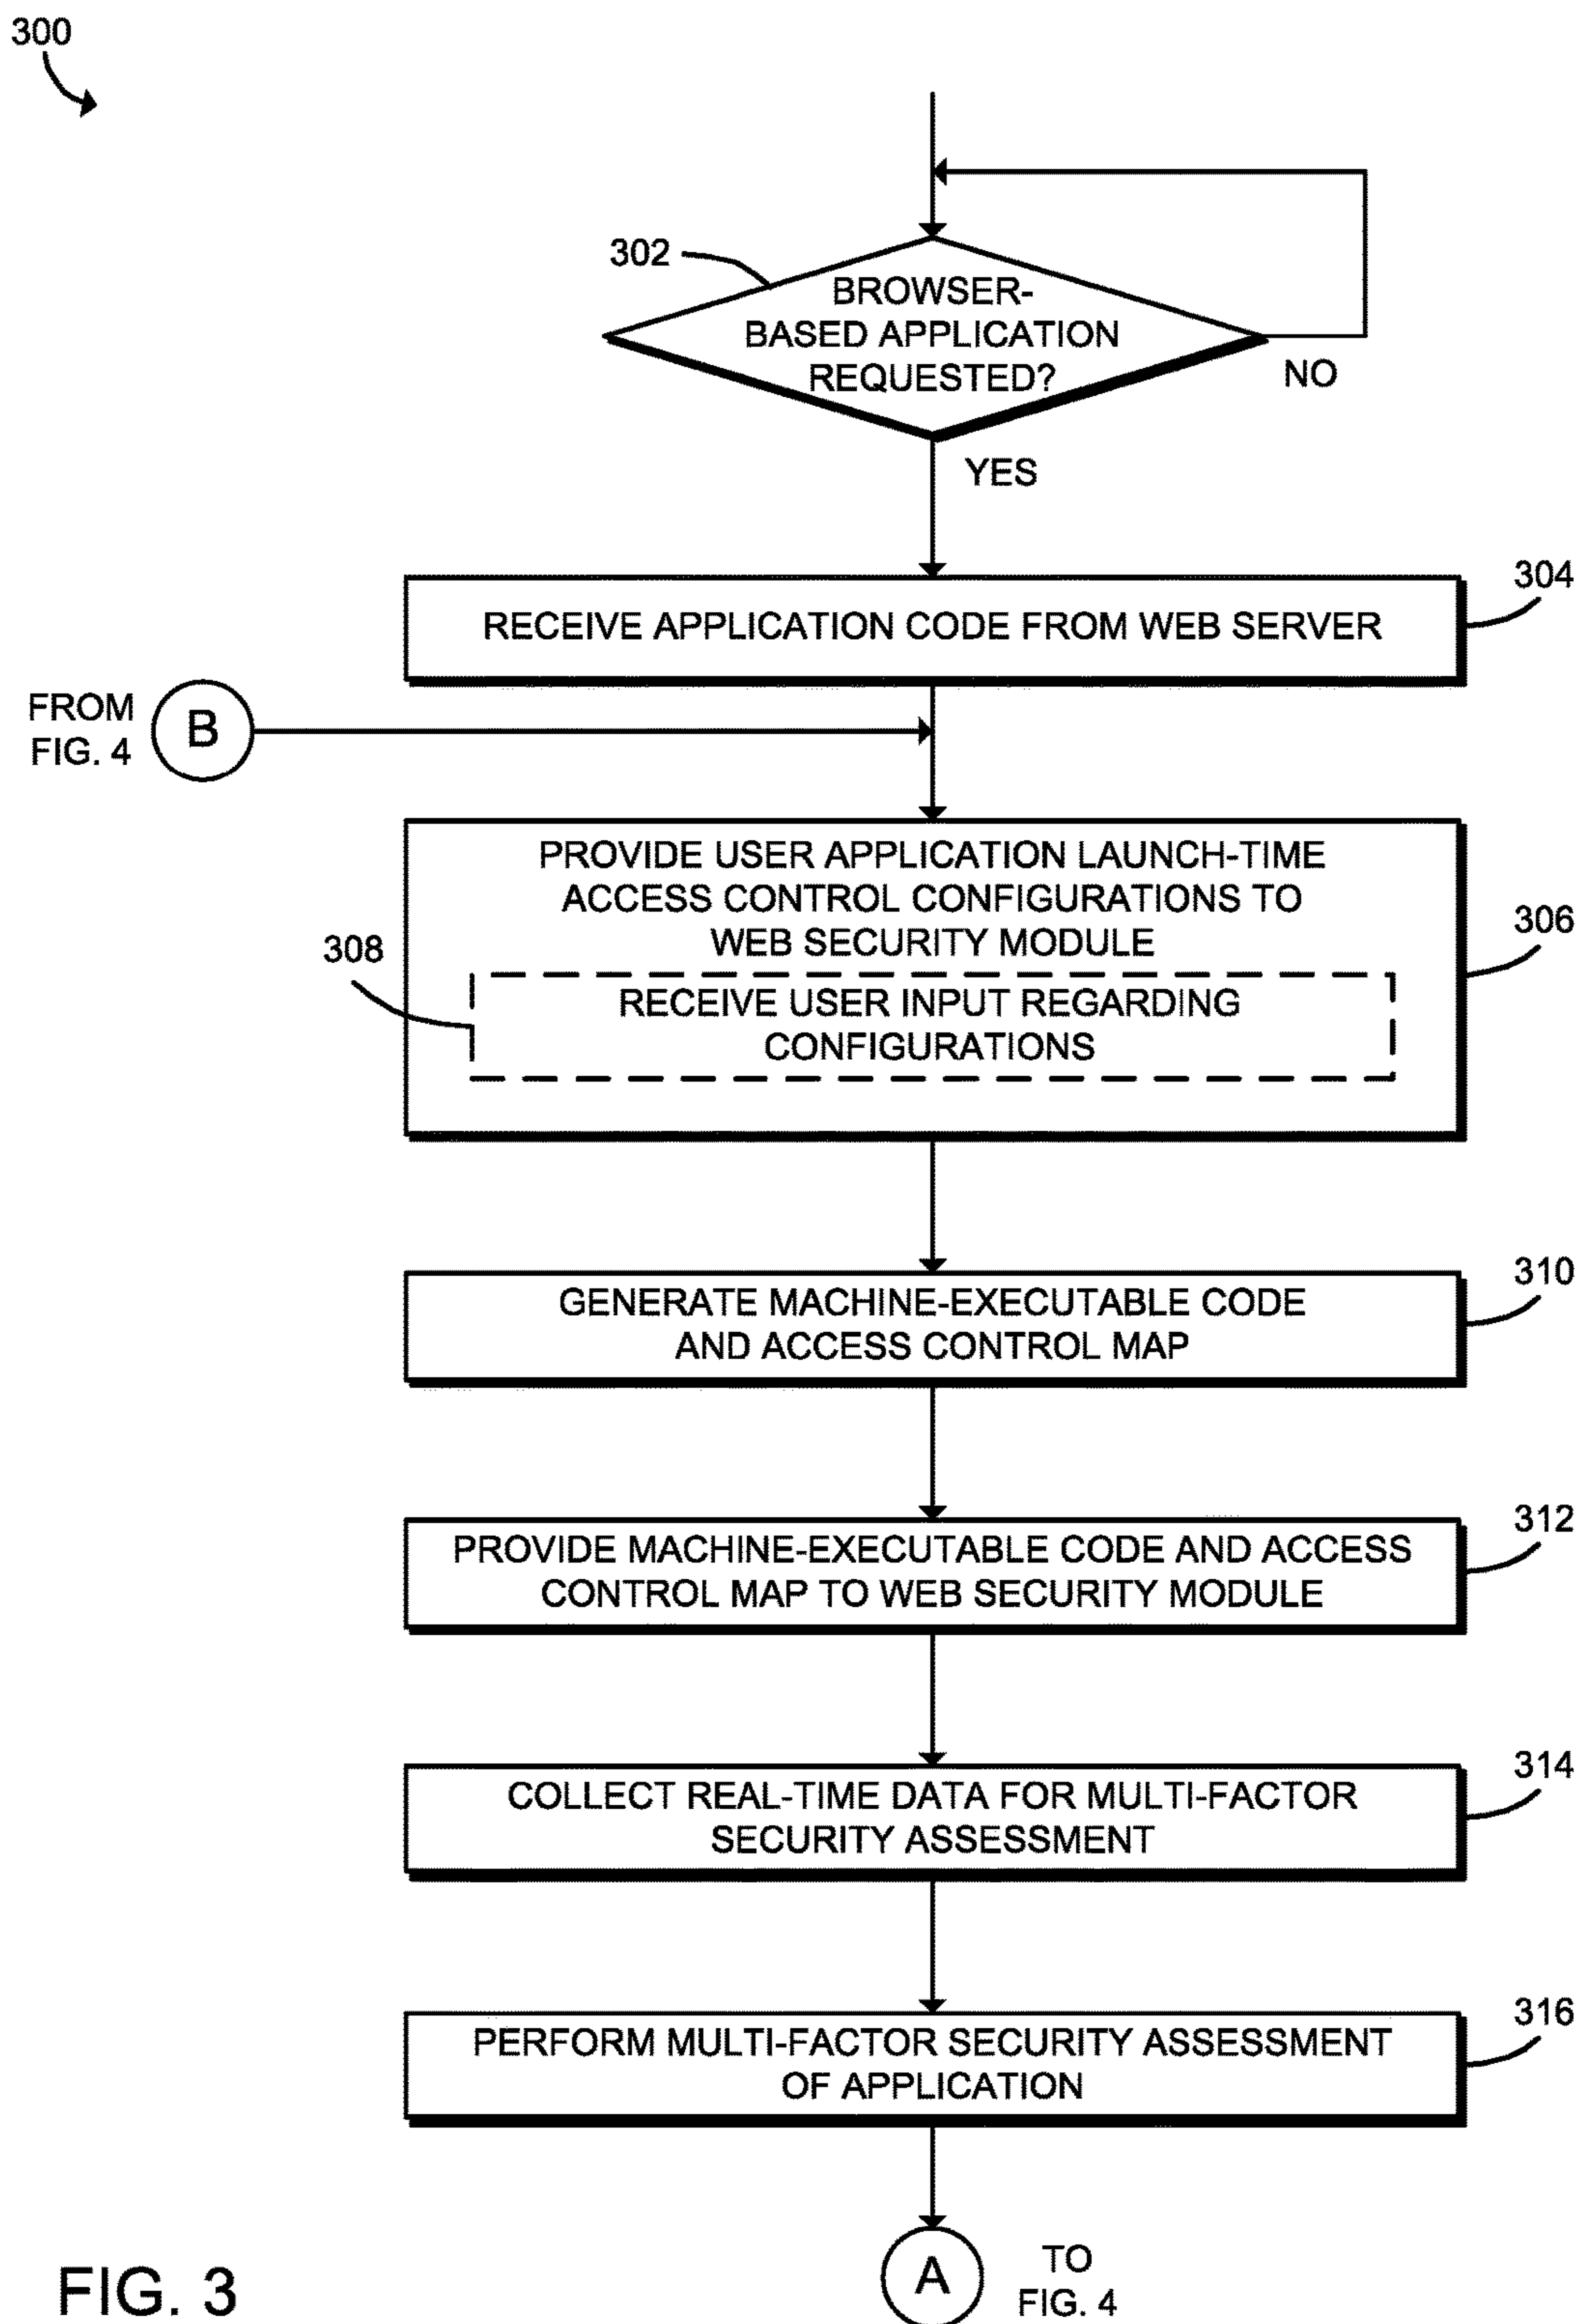 300
302
BROWSER-
BASED APPLICATION
REQUESTED?
NO
YES
304
RECEIVE APPLICATION CODE FROM WEB SERVER
FROM
FIG. 4
B
306
PROVIDE USER APPLICATION LAUNCH-TIME
ACCESS CONTROL CONFIGURATIONS TO
WEB SECURITY MODULE
308
RECEIVE USER INPUT REGARDING
CONFIGURATIONS
310
GENERATE MACHINE-EXECUTABLE CODE
AND ACCESS CONTROL MAP
312
PROVIDE MACHINE-EXECUTABLE CODE AND ACCESS
CONTROL MAP TO WEB SECURITY MODULE
314
COLLECT REAL-TIME DATA FOR MULTI-FACTOR
SECURITY ASSESSMENT
316
PERFORM MULTI-FACTOR SECURITY ASSESSMENT
OF APPLICATION
A
TO
FIG. 4
FIG. 3